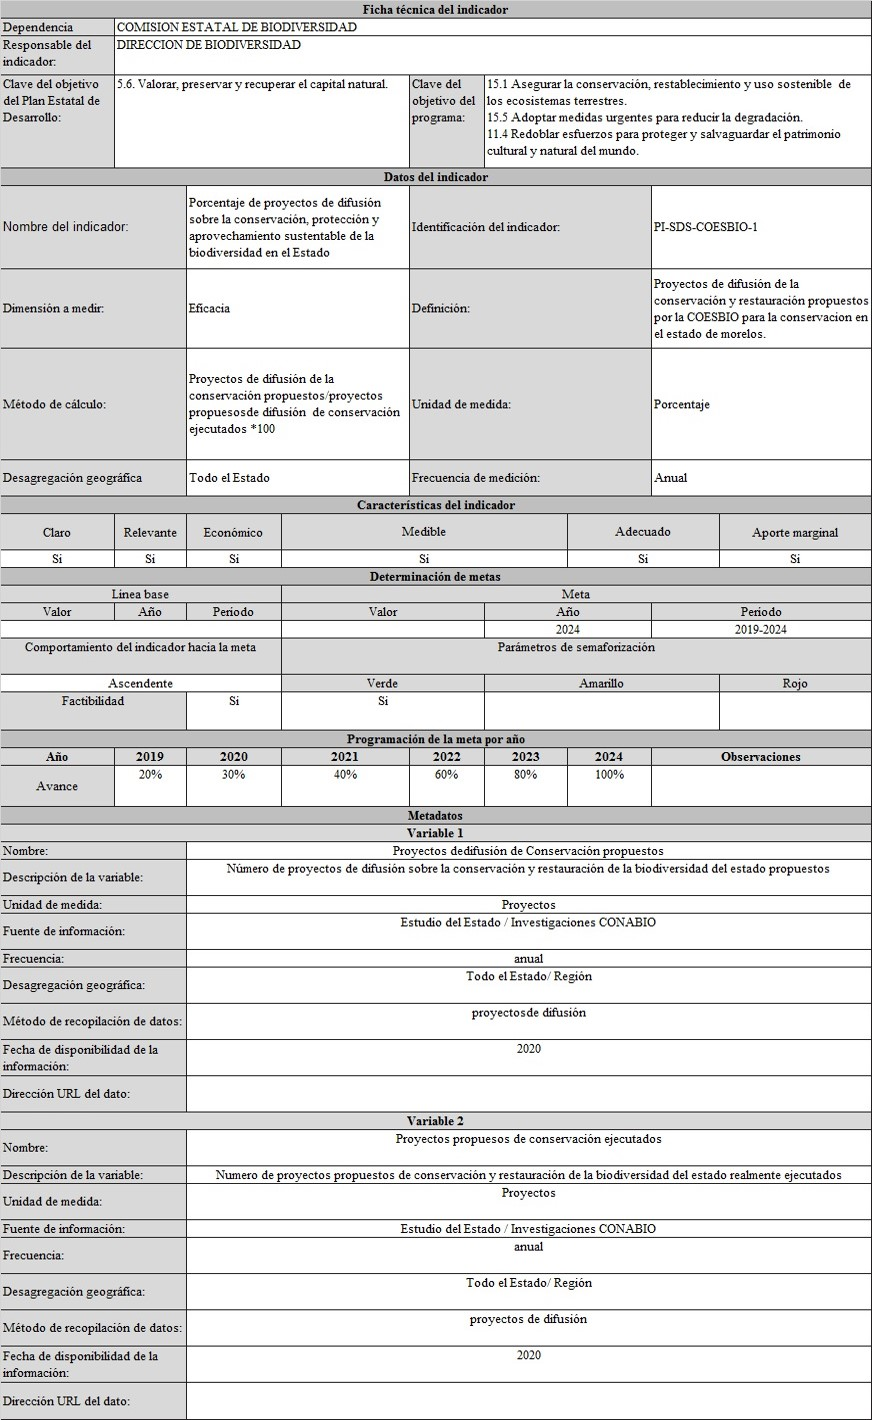 Ficha técnica del indicador
Dependencia COMISION ESTATAL DE BIODIVERSIDAD
Responsable del indicador: DIRECCION DE BIODIVERSIDAD
Clave del objetivo
del Plan Estatal de
Desarrollo:
5.6. Valorar, preservar y recuperar el capital natural.
Clave del
objetivo del
programa:
15.1 Asegurar la conservación, restablecimiento y uso sostenible de
los ecosistemas terrestres.
15.5 Adoptar medidas urgentes para reducir la degradación.
11.4 Redoblar esfuerzos para proteger y salvaguardar el patrimonio
cultural y natural del mundo.
Datos del indicador
Nombre del indicador:
Porcentaje de proyectos de difusión
sobre la conservación, protección y
aprovechamiento sustentable de la
biodiversidad en el Estado
Identificación del indicador:
PI-SDS-COESBIO-1
Dimensión a medir:
Eficacia
Definición:
Proyectos de difusión de la
conservación y restauración propuestos
por la COESBIO para la conservacion en
el estado de morelos.
Método de cálculo:
Proyectos de difusión de la
conservación propuestos/proyectos
propuesosde difusión de conservación
ejecutados *100
Unidad de medida:
Porcentaje
Desagregación geográfica
Todo el Estado
Frecuencia de medición:
Anual
Características del indicador
Claro Relevante Económico Medible Adecuado Aporte marginal
Si Si Si Si Si Si
Determinación de metas
Línea base Meta
Valor Año Periodo Valor Año Periodo
2024 2019-2024
Comportamiento del indicador hacia la meta Parámetros de semaforización
Ascendente Verde Amarillo Rojo
Factibilidad Si Si
Programación de la meta por año
Año 2019 2020 2021 2022 2023 2024 Observaciones
Avance 20% 30% 40% 60% 80% 100%
Metadatos
Variable 1
Nombre: Proyectos dedifusión de Conservación propuestos
Descripción de la variable: Número de proyectos de difusión sobre la conservación y restauración de la biodiversidad del estado propuestos
Unidad de medida: Proyectos
Fuente de información: Estudio del Estado / Investigaciones CONABIO
Frecuencia: anual
Desagregación geográfica: Todo el Estado/ Región
Método de recopilación de datos: proyectosde difusión
Fecha de disponibilidad de la
información:
2020
Dirección URL del dato:
Variable 2
Nombre: Proyectos propuesos de conservación ejecutados
Descripción de la variable: Numero de proyectos propuestos de conservación y restauración de la biodiversidad del estado realmente ejecutados
Unidad de medida: Proyectos
Fuente de información: Estudio del Estado / Investigaciones CONABIO
Frecuencia: anual
Desagregación geográfica: Todo el Estado/ Región
Método de recopilación de datos: proyectos de difusión
Fecha de disponibilidad de la
información:
2020
Dirección URL del dato: